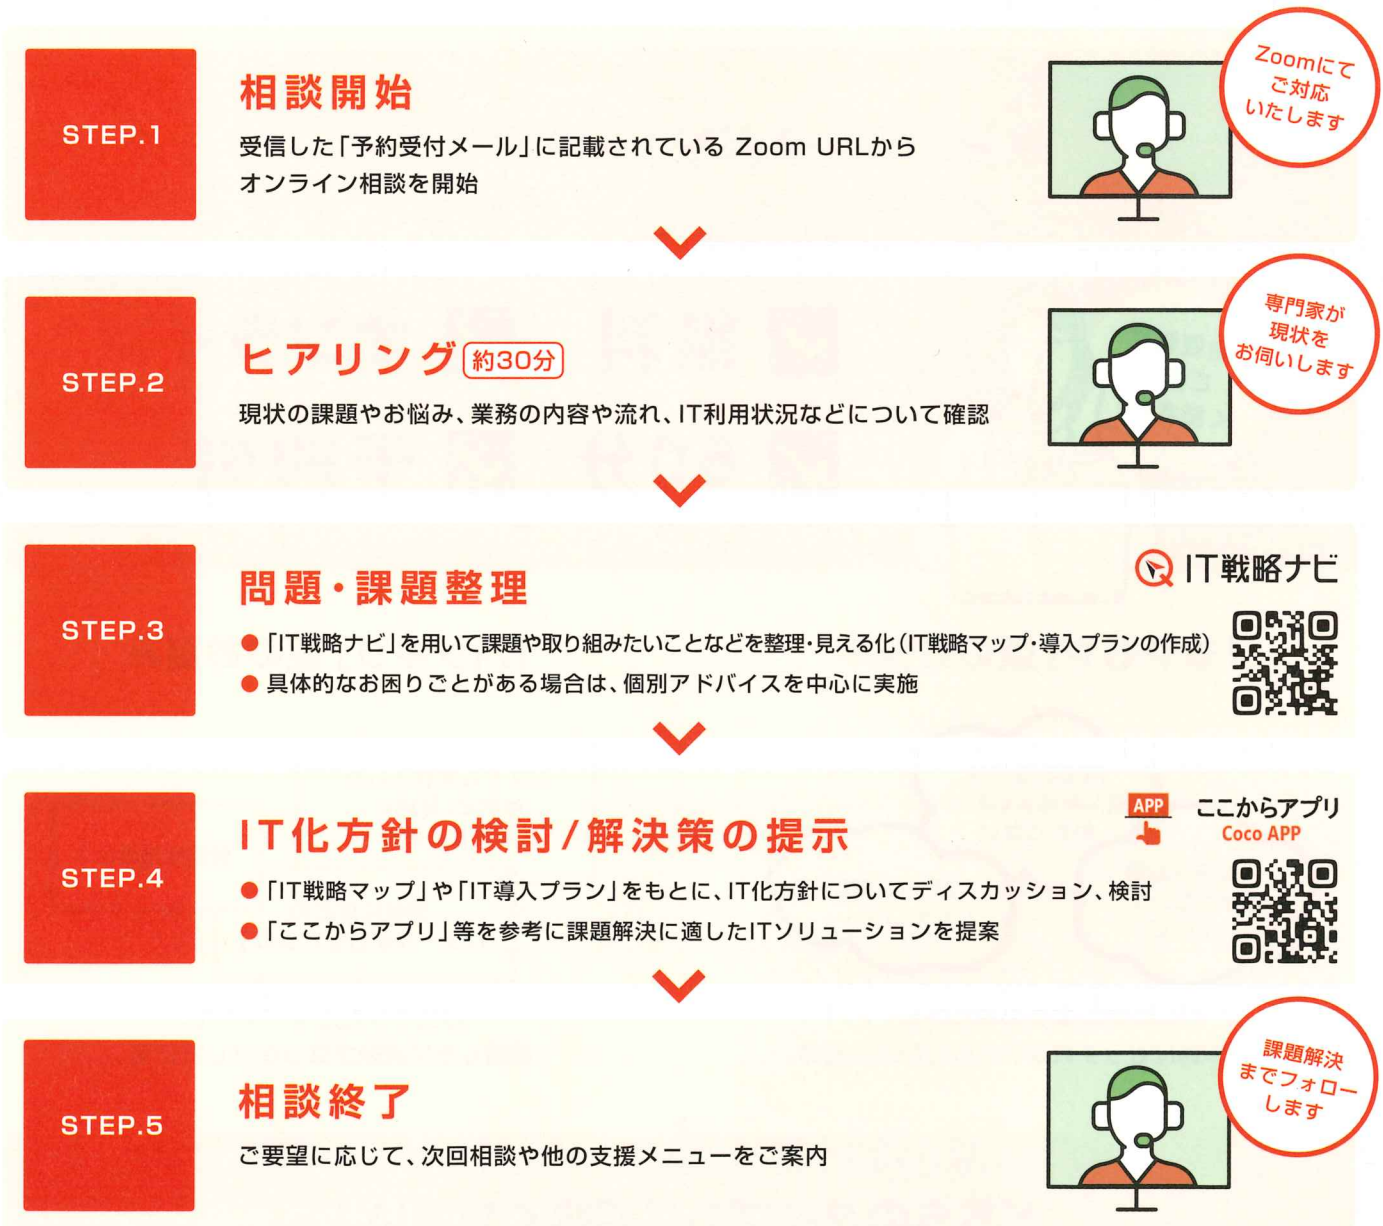 Zoomにて
ご対応
いたします
STEP.1
相談開始
受信した「予約受付メール」に記載されている Zoom URLから
オンライン相談を開始
専門家が
現状を
お伺いします
STEP.2
ヒアリング 約30分
現状の課題やお悩み、業務の内容や流れ、IT利用状況などについて確認
STEP.3
問題・課題整理
IT戦略ナビ
●「IT戦略ナビ」を用いて課題や取り組みたいことなどを整理・見える化(IT戦略マップ・導入プランの作成)
● 具体的なお困りごとがある場合は、個別アドバイスを中心に実施
STEP.4
IT化方針の検討/解決策の提示
APP
ここからアプリ
Coco APP
●「IT戦略マップ」や「IT導入プラン」をもとに、IT化方針についてディスカッション、検討
●「ここからアプリ」等を参考に課題解決に適したITソリューションを提案
課題解決
までフォロー
します
STEP.5
相談終了
ご要望に応じて、次回相談や他の支援メニューをご案内